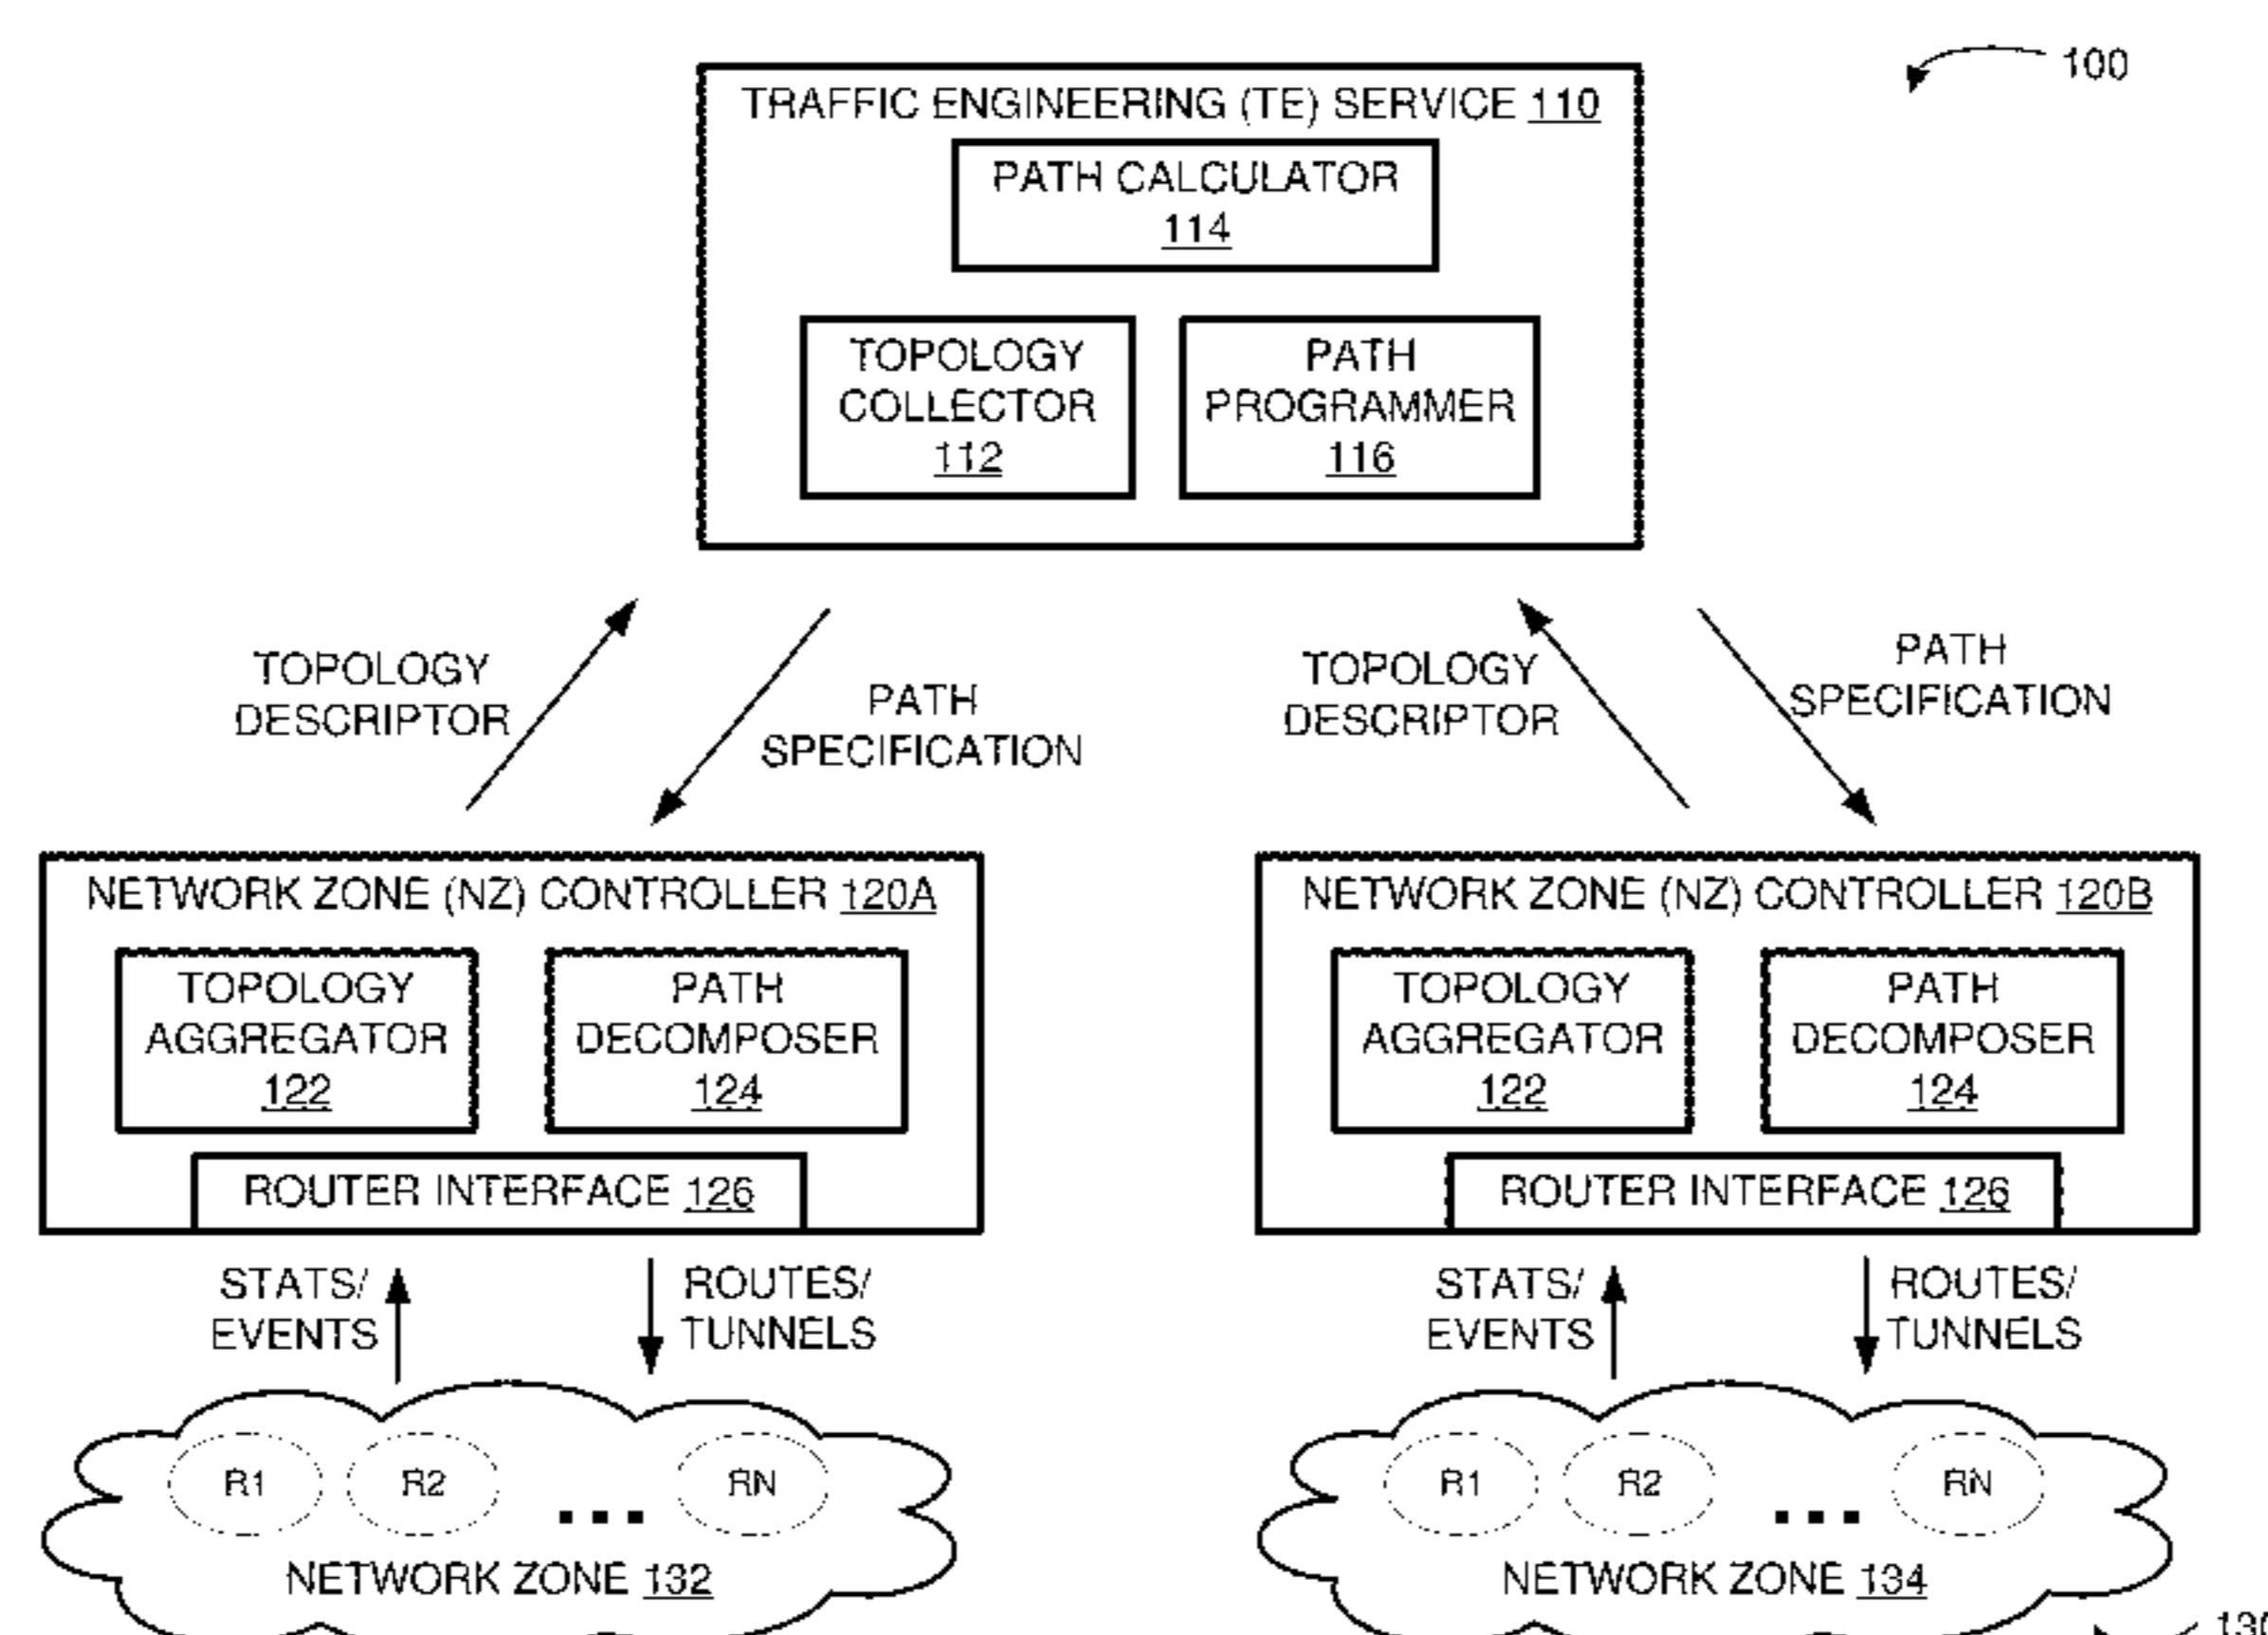 100
TRAFFIC ENGINEERING (TE) SERVICE 110
PATH CALCULATOR
114
TOPOLOGY
COLLECTOR
112
PATH
PROGRAMMER
116
TOPOLOGY
DESCRIPTOR
PATH
SPECIFICATION
TOPOLOGY
DESCRIPTOR
PATH
SPECIFICATION
NETWORK ZONE (NZ) CONTROLLER 120A
TOPOLOGY
AGGREGATOR
122
PATH
DECOMPOSER
124
ROUTER INTERFACE 126
NETWORK ZONE (NZ) CONTROLLER 120B
TOPOLOGY
AGGREGATOR
122
PATH
DECOMPOSER
124
ROUTER INTERFACE 126
STATS/
EVENTS
ROUTES/
TUNNELS
STATS/
EVENTS
ROUTES/
TUNNELS
R1 R2 ... RN
NETWORK ZONE 132
R1 R2 ... RN
NETWORK ZONE 134